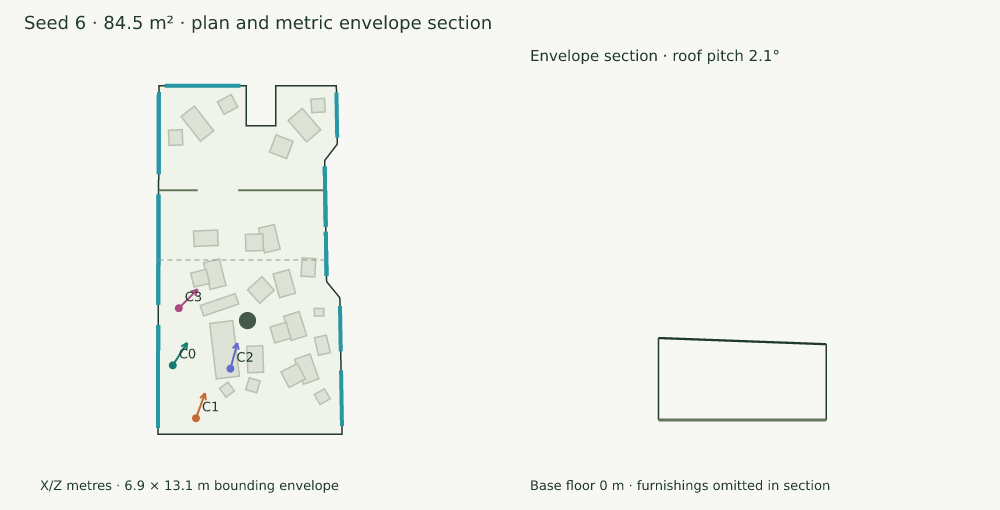 Seed 6 · 84.5 m² · plan and metric envelope section
Envelope section · roof pitch 2.1°
C3
C0
C2
C1
X/Z metres · 6.9 × 13.1 m bounding envelope
Base floor 0 m · furnishings omitted in section